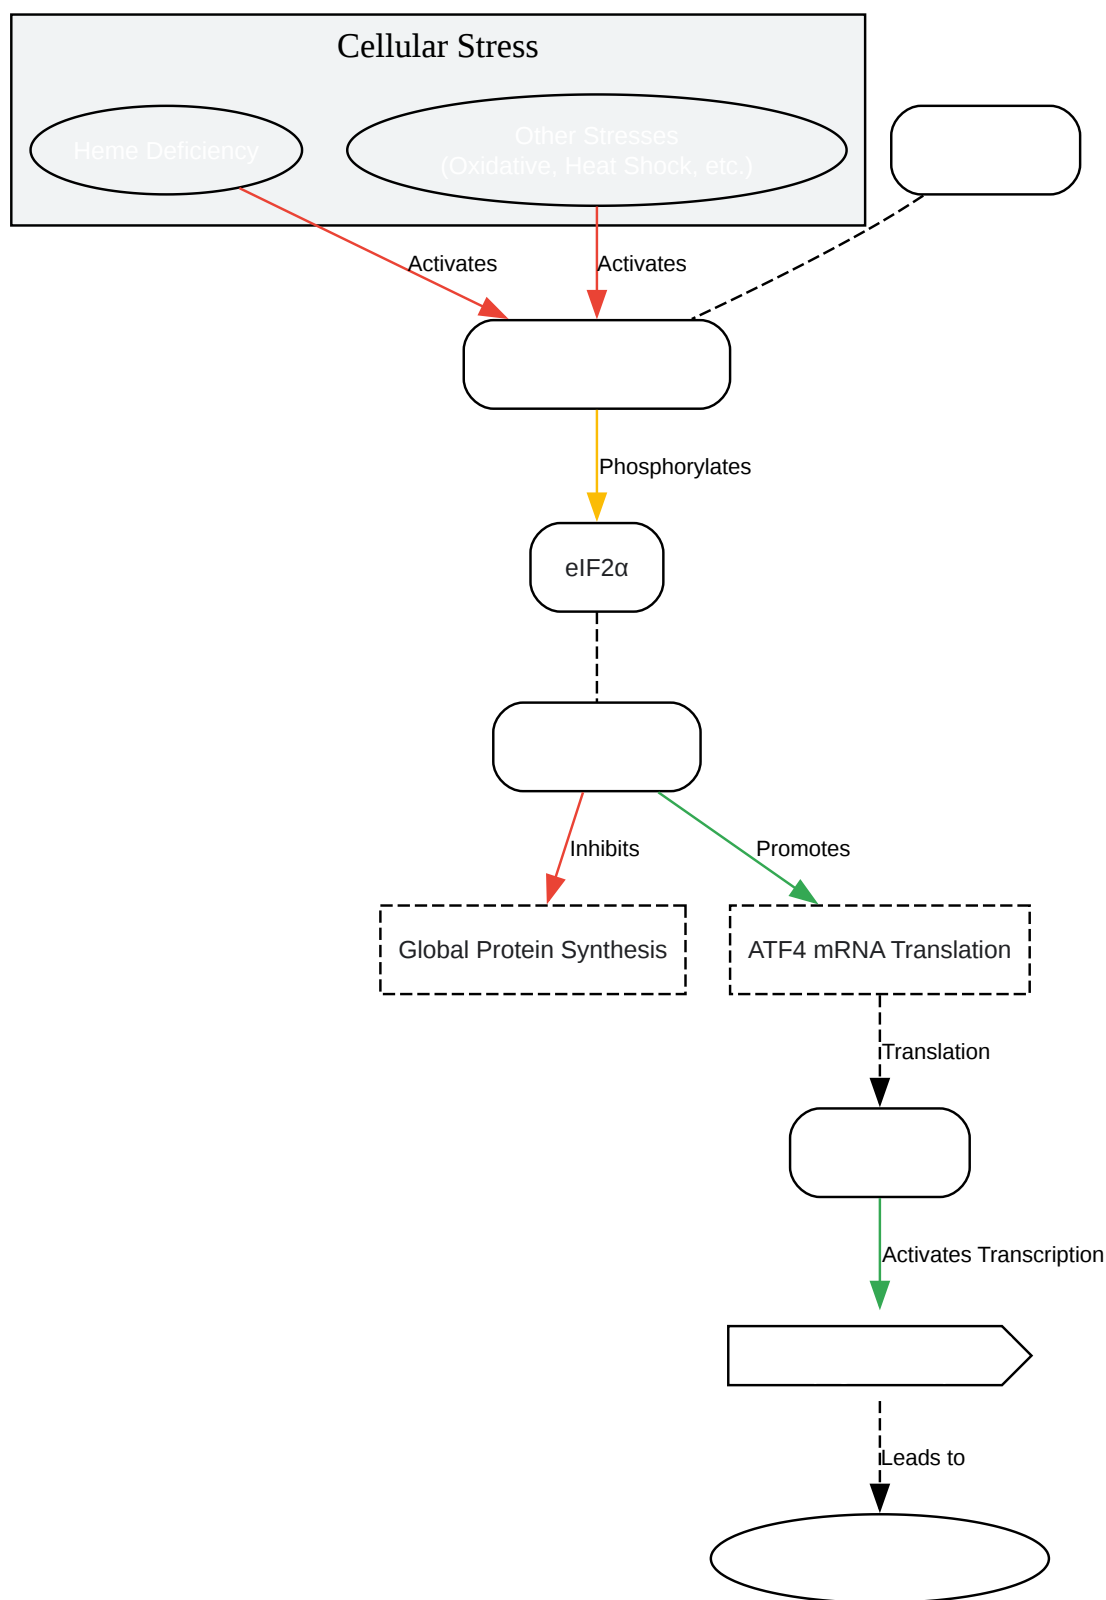 Cellular Stress
Heme Deficiency
Other Stresses
(Oxidative, Heat Shock, etc.)
Activates
Activates
Phosphorylates
eIF2α
Inhibits
Promotes
Global Protein Synthesis
ATF4 mRNA Translation
Translation
Activates Transcription
Leads to